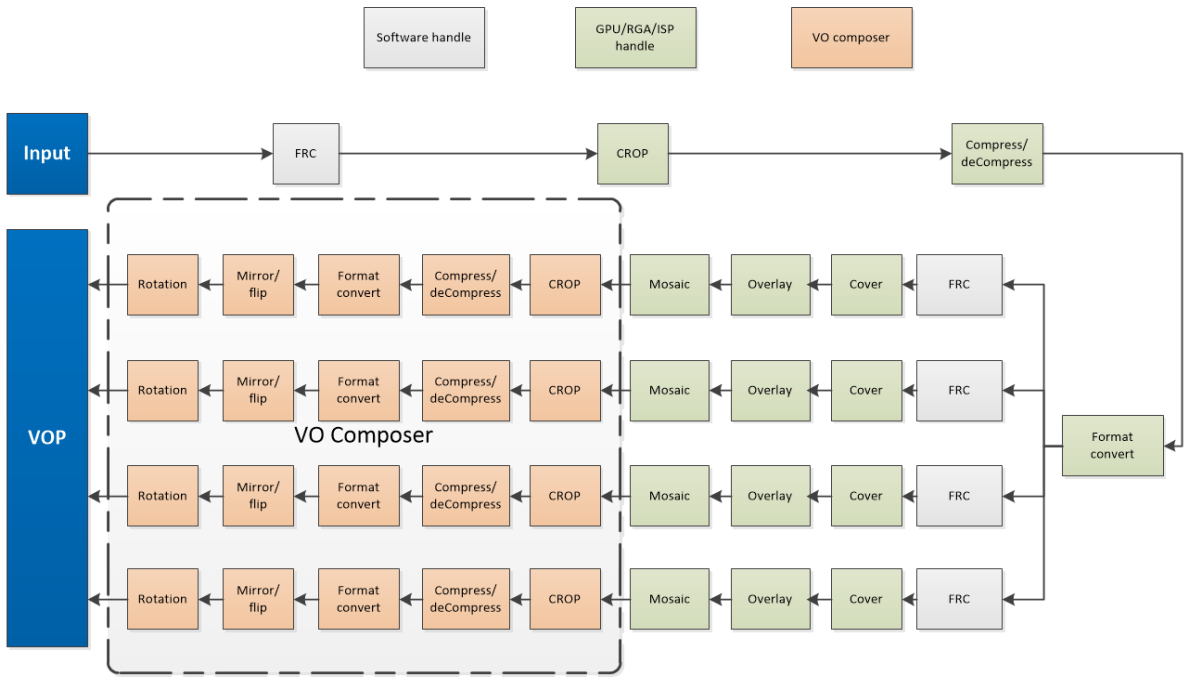 Software handle
GPU/RGA/ISP
handle
VO composer
Input
FRC
CROP
Compress/
deCompress
VOP
Rotation
Mirror/
flip
Format
convert
Compress/
deCompress
CROP
Mosaic
Overlay
Cover
FRC
Rotation
Mirror/
flip
Format
convert
Compress/
deCompress
CROP
Mosaic
Overlay
Cover
FRC
VO Composer
Format
convert
Rotation
Mirror/
flip
Format
convert
Compress/
deCompress
CROP
Mosaic
Overlay
Cover
FRC
Rotation
Mirror/
flip
Format
convert
Compress/
deCompress
CROP
Mosaic
Overlay
Cover
FRC